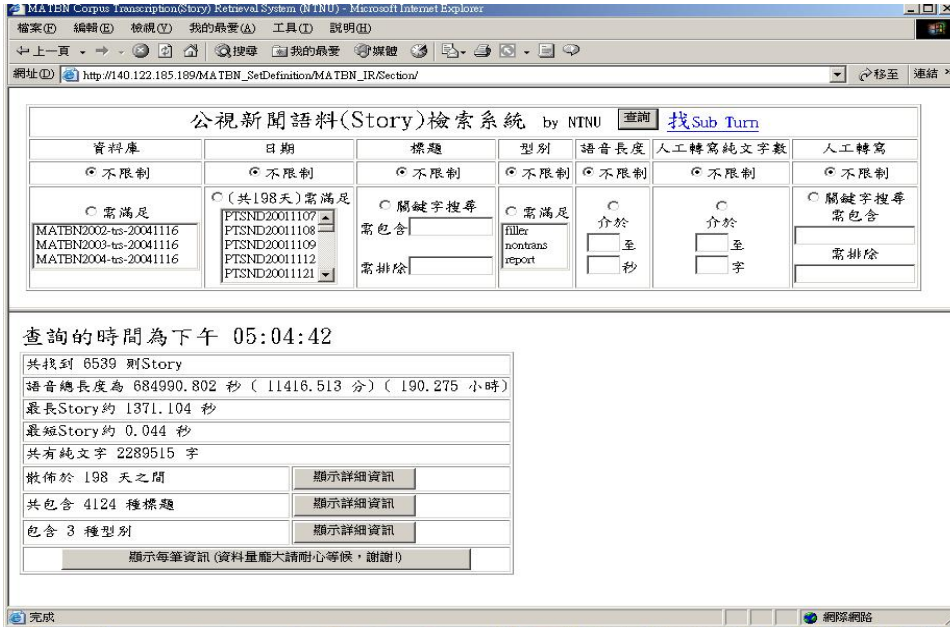 MATBN Corpus Transcription(Story) Retrieval System (NTNU) - Microsoft Internet Explorer
檔案(F) 編輯(E) 檢視(V) 我的最愛(A) 工具(T) 說明(H)
上一頁 搜尋 我的最愛 媒體
網址(D) http://140.122.185.189/MATBN_SetDefinition/MATBN_IR/Section/ 移至 連結 »
公視新聞語料(Story)檢索系統 by NTNU 查詢 找Sub Turn
資料庫 日期 標題 型別 語音長度 人工轉寫純文字數 人工轉寫
不限制 不限制 不限制 不限制 不限制 不限制 不限制
需滿足
MATBN2002-trs-20041116
MATBN2003-trs-20041116
MATBN2004-trs-20041116
(共198天)需滿足
PTSND20011107
PTSND20011108
PTSND20011109
PTSND20011112
PTSND20011121
關鍵字搜尋
需包含
需排除
需滿足
filler
nontrans
report
介於
至
秒
介於
至
字
關鍵字搜尋
需包含
需排除
查詢的時間為下午 05:04:42
共找到 6539 則Story
語音總長度為 684990.802 秒 ( 11416.513 分) ( 190.275 小時)
最長Story約 1371.104 秒
最短Story約 0.044 秒
共有純文字 2289515 字
散佈於 198 天之間 顯示詳細資訊
共包含 4124 種標題 顯示詳細資訊
包含 3 種型別 顯示詳細資訊
顯示每筆資訊 (資料量龐大請耐心等候，謝謝!)
完成 網際網路